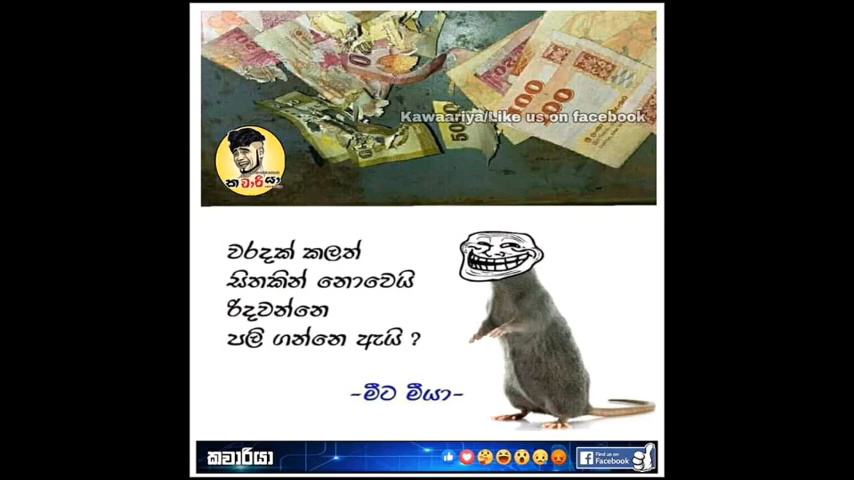 Kawaariya/Like us on facebook
කවාරියා
වරදක් කලත්
සිතකින් නොවෙයි
රිදවන්නෙ
පලි ගන්නෙ ඇයි ?
-මීට මීයා-
කවාරියා
Find us on
Facebook